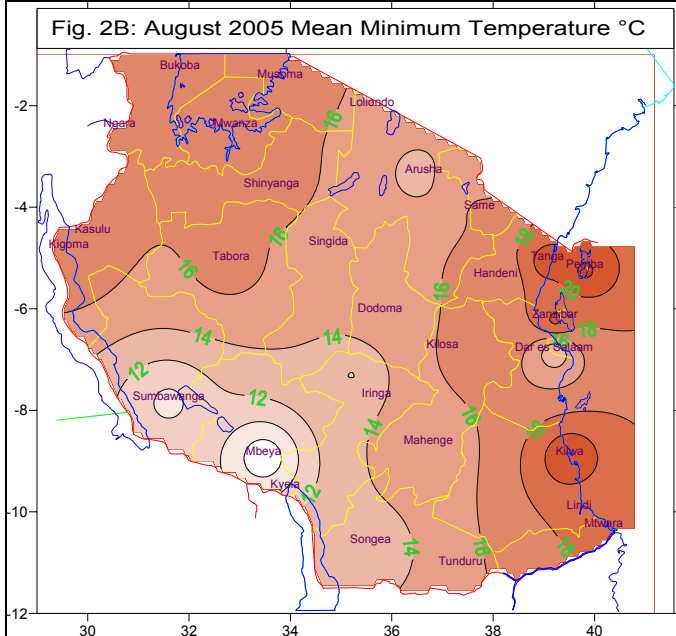 Fig. 2B: August 2005 Mean Minimum Temperature °C
Bukoba
Musoma
Loliondo
-2
16
Ngara
Mwanza
Arusha
Shinyanga
-4
Same
Kasulu
18
Kigoma
16
Singida
Tabora
Tanga
Pemba
16
Handeni
20
16
-6
Dodoma
Zanzibar
14
14
18
Kilosa
16
Dar es Salaam
12
Sumbawanga
12
Iringa
-8
16
14
18
Mahenge
Mbeya
Kilwa
Kyela
12
-10
Lindi
Mtwara
Songea
14
16
18
Tunduru
-12
30
32
34
36
38
40